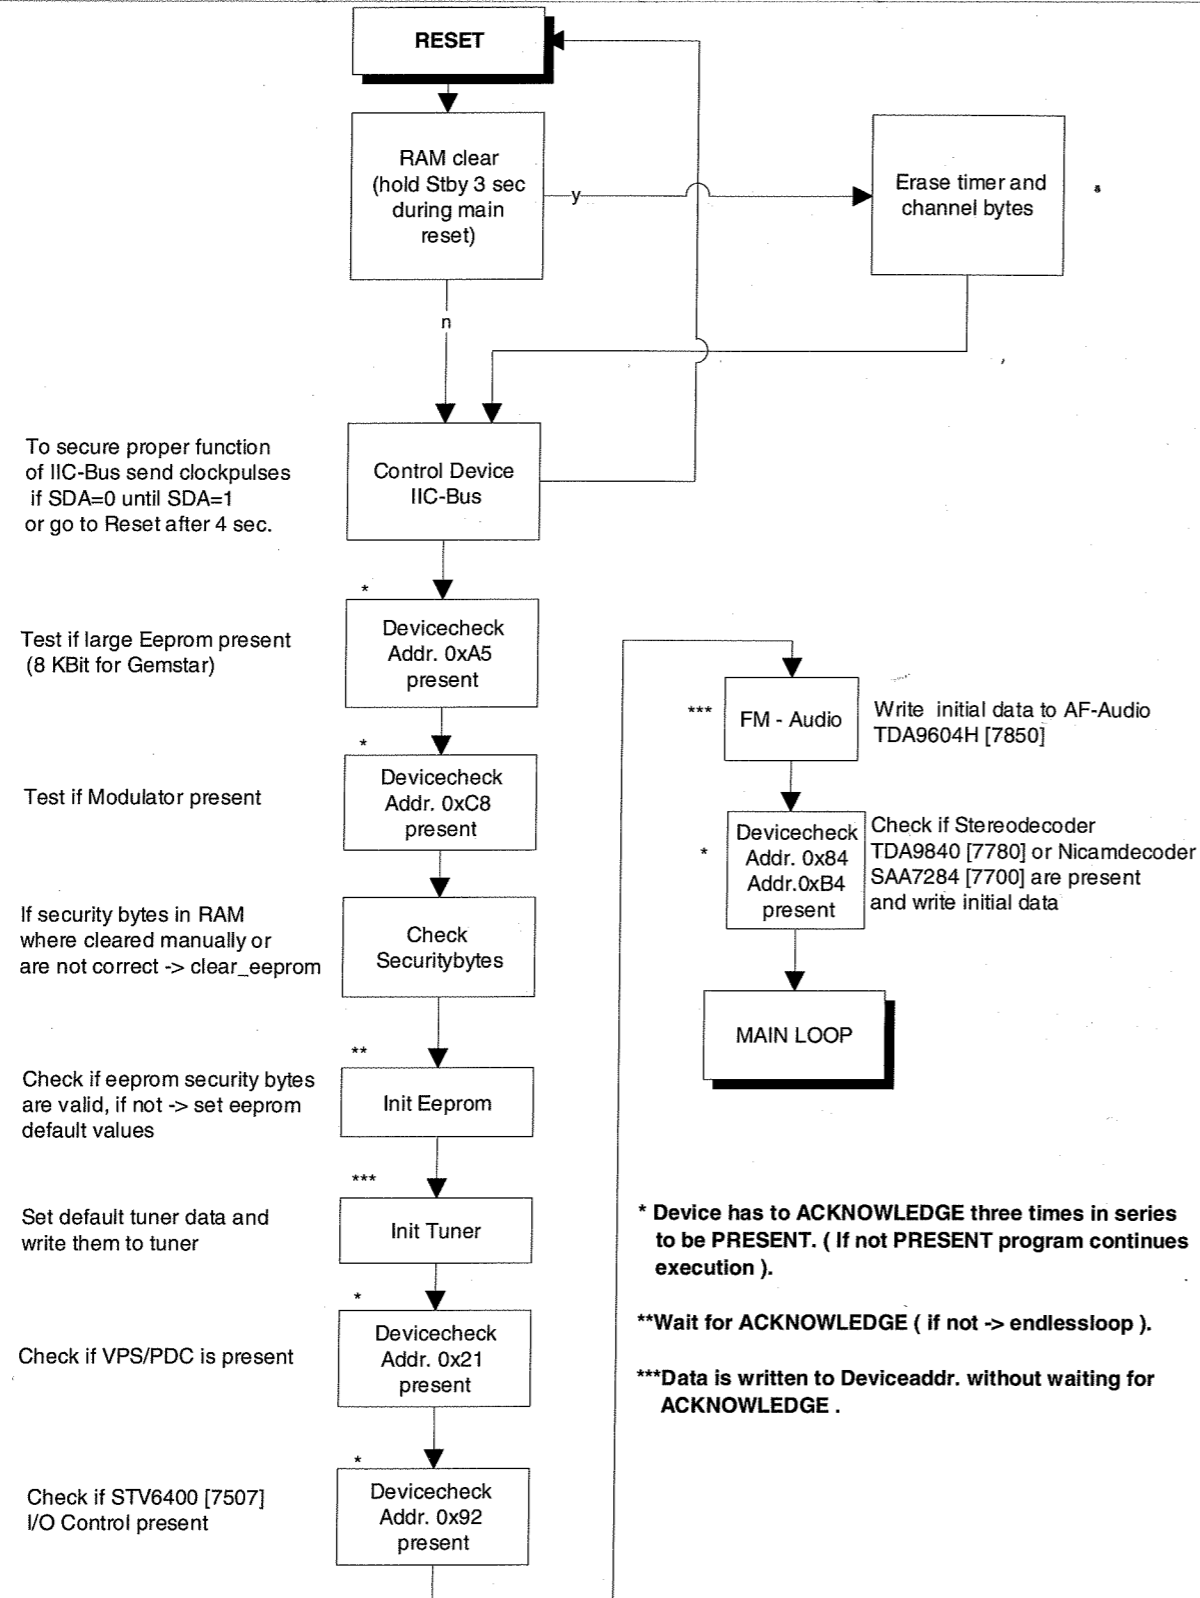 RESET
RAM clear
(hold Stby 3 sec
during main
reset)
y
Erase timer and
channel bytes
n
To secure proper function
of IIC-Bus send clockpulses
if SDA=0 until SDA=1
or go to Reset after 4 sec.
Control Device
IIC-Bus
*
Test if large Eeprom present
(8 KBit for Gemstar)
Devicecheck
Addr. 0xA5
present
*
Test if Modulator present
Devicecheck
Addr. 0xC8
present
If security bytes in RAM
where cleared manually or
are not correct -> clear_eeprom
Check
Securitybytes
**
Check if eeprom security bytes
are valid, if not -> set eeprom
default values
Init Eeprom
***
Set default tuner data and
write them to tuner
Init Tuner
*
Check if VPS/PDC is present
Devicecheck
Addr. 0x21
present
*
Check if STV6400 [7507]
I/O Control present
Devicecheck
Addr. 0x92
present
***
FM - Audio
Write initial data to AF-Audio
TDA9604H [7850]
*
Devicecheck
Addr. 0x84
Addr.0xB4
present
Check if Stereodecoder
TDA9840 [7780] or Nicamdecoder
SAA7284 [7700] are present
and write initial data
MAIN LOOP
* Device has to ACKNOWLEDGE three times in series
to be PRESENT. ( If not PRESENT program continues
execution ).
**Wait for ACKNOWLEDGE ( if not -> endlessloop ).
***Data is written to Deviceaddr. without waiting for
ACKNOWLEDGE .